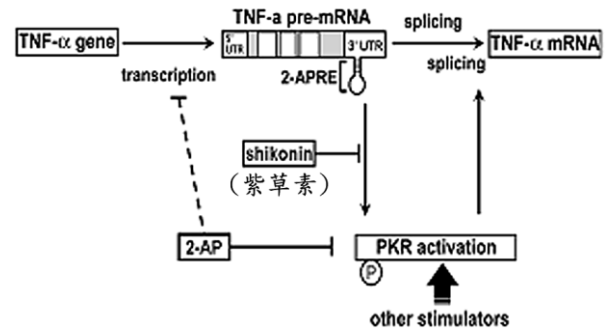 TNF-a pre-mRNA
TNF-α gene
5' UTR
3' UTR
splicing
TNF-α mRNA
transcription
2-APRE
splicing
shikonin
(紫草素)
2-AP
PKR activation
P
other stimulators